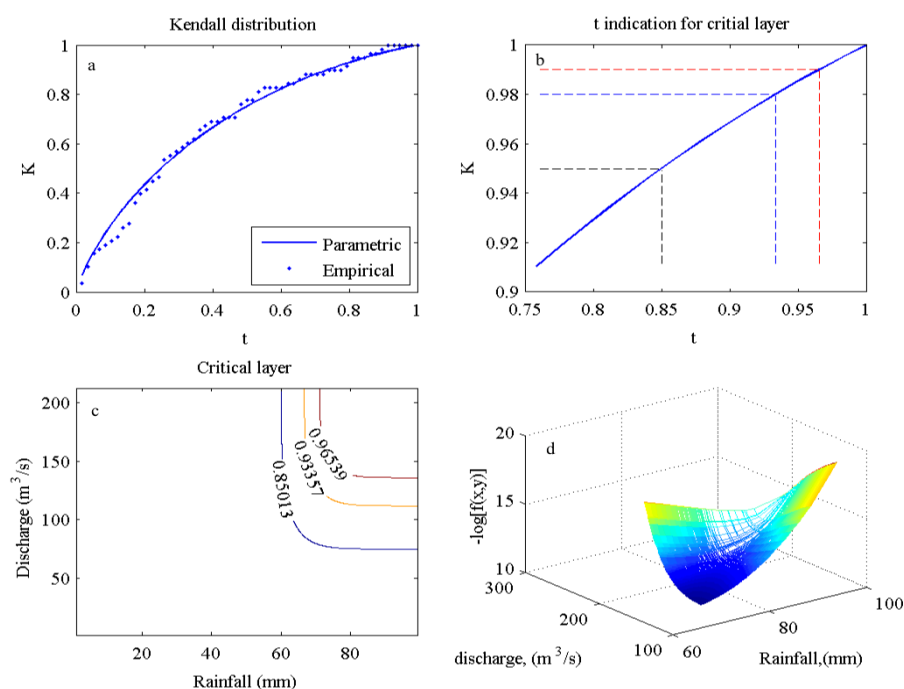 Kendall distribution
a
K
1
0.8
0.6
0.4
0.2
0
0 0.2 0.4 0.6 0.8 1
t
Parametric
Empirical
t indication for critial layer
b
K
1
0.98
0.96
0.94
0.92
0.9
0.75 0.8 0.85 0.9 0.95 1
t
Critical layer
c
Discharge (m³/s)
200
150
100
50
20 40 60 80
Rainfall (mm)
0.96539
0.93357
0.85013
d
-log[f(x,y)]
20
15
10
300
200
100
60
80
100
discharge, (m³/s)
Rainfall,(mm)